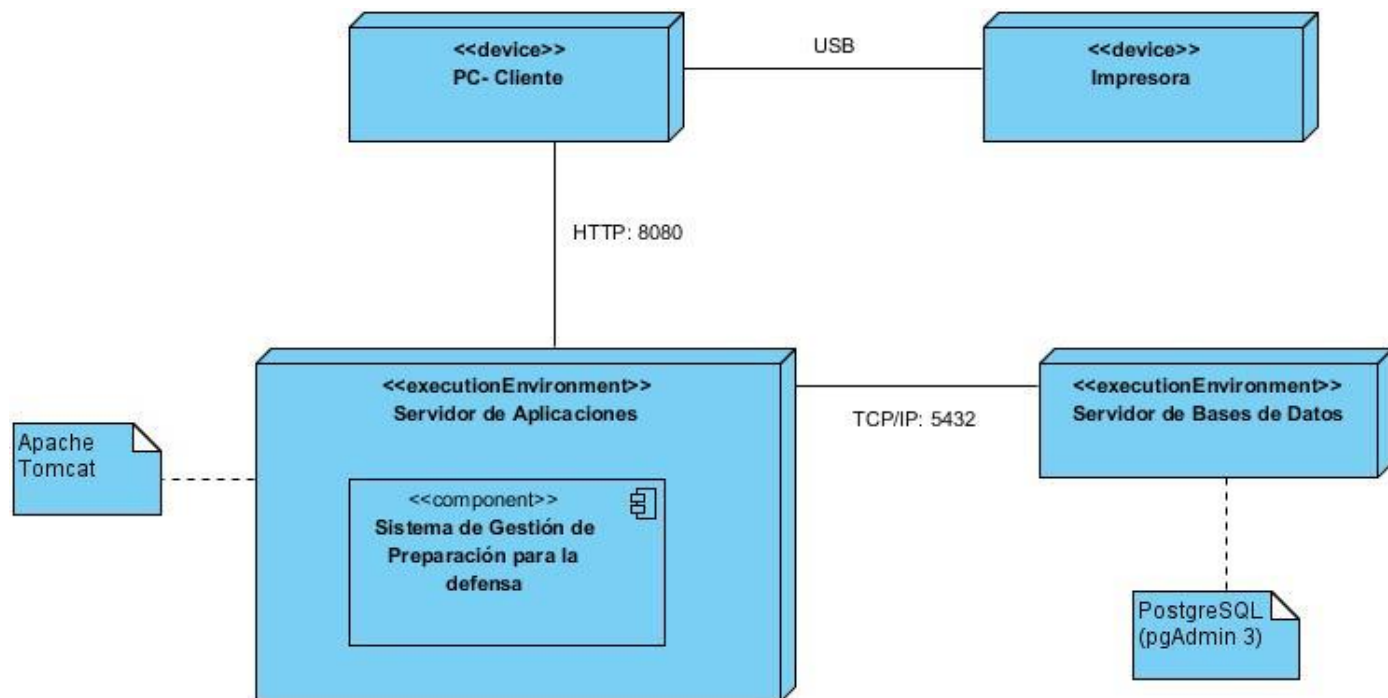 <<device>>
PC- Cliente
USB
<<device>>
Impresora
HTTP: 8080
<<executionEnvironment>>
Servidor de Aplicaciones
TCP/IP: 5432
<<executionEnvironment>>
Servidor de Bases de Datos
Apache
Tomcat
<<component>>
Sistema de Gestión de
Preparación para la
defensa
PostgreSQL
(pgAdmin 3)